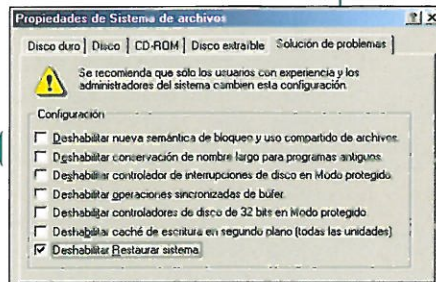 Propiedades de Sistema de archivos
Disco duro | Disco | CD-ROM | Disco extraíble | Solución de problemas
Se recomienda que sólo los usuarios con experiencia y los
administradores del sistema cambien esta configuración.
Configuración
Deshabilitar nueva semántica de bloqueo y uso compartido de archivos.
Deshabilitar conservación de nombre largo para programas antiguos.
Deshabilitar controlador de interrupciones de disco en Modo protegido.
Deshabilitar operaciones sincronizadas de búfer.
Deshabilitar controladores de disco de 32 bits en Modo protegido.
Deshabilitar caché de escritura en segundo plano (todas las unidades)
Deshabilitar Restaurar sistema